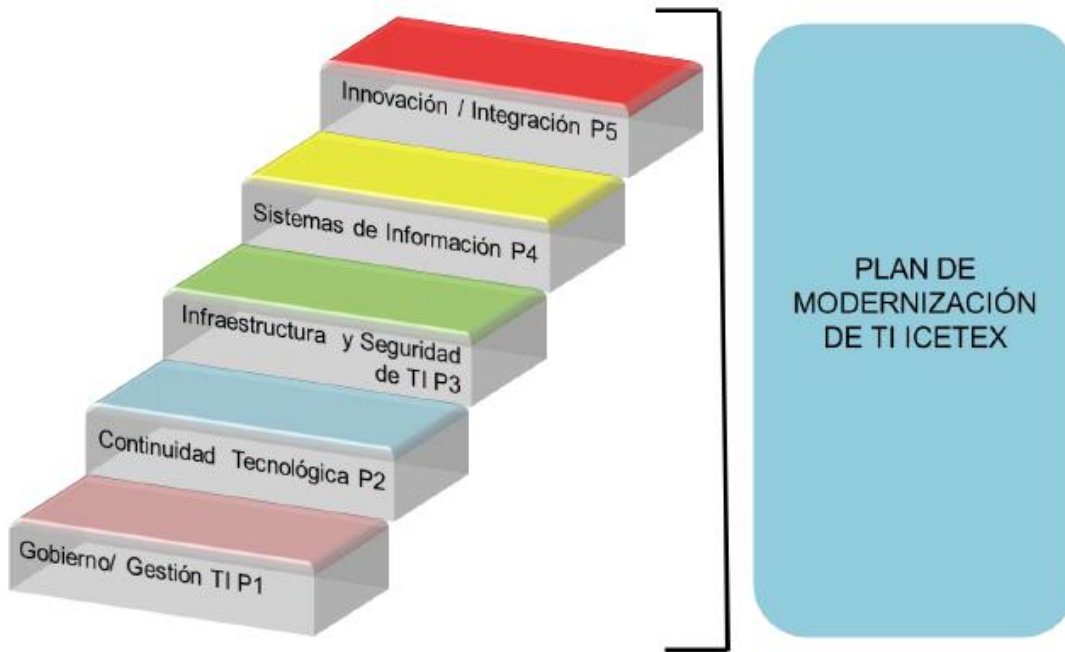 Innovación / Integración P5
Sistemas de Información P4
Infraestructura y Seguridad
de TI P3
Continuidad Tecnológica P2
Gobierno/ Gestión TI P1
PLAN DE
MODERNIZACIÓN
DE TI ICETEX